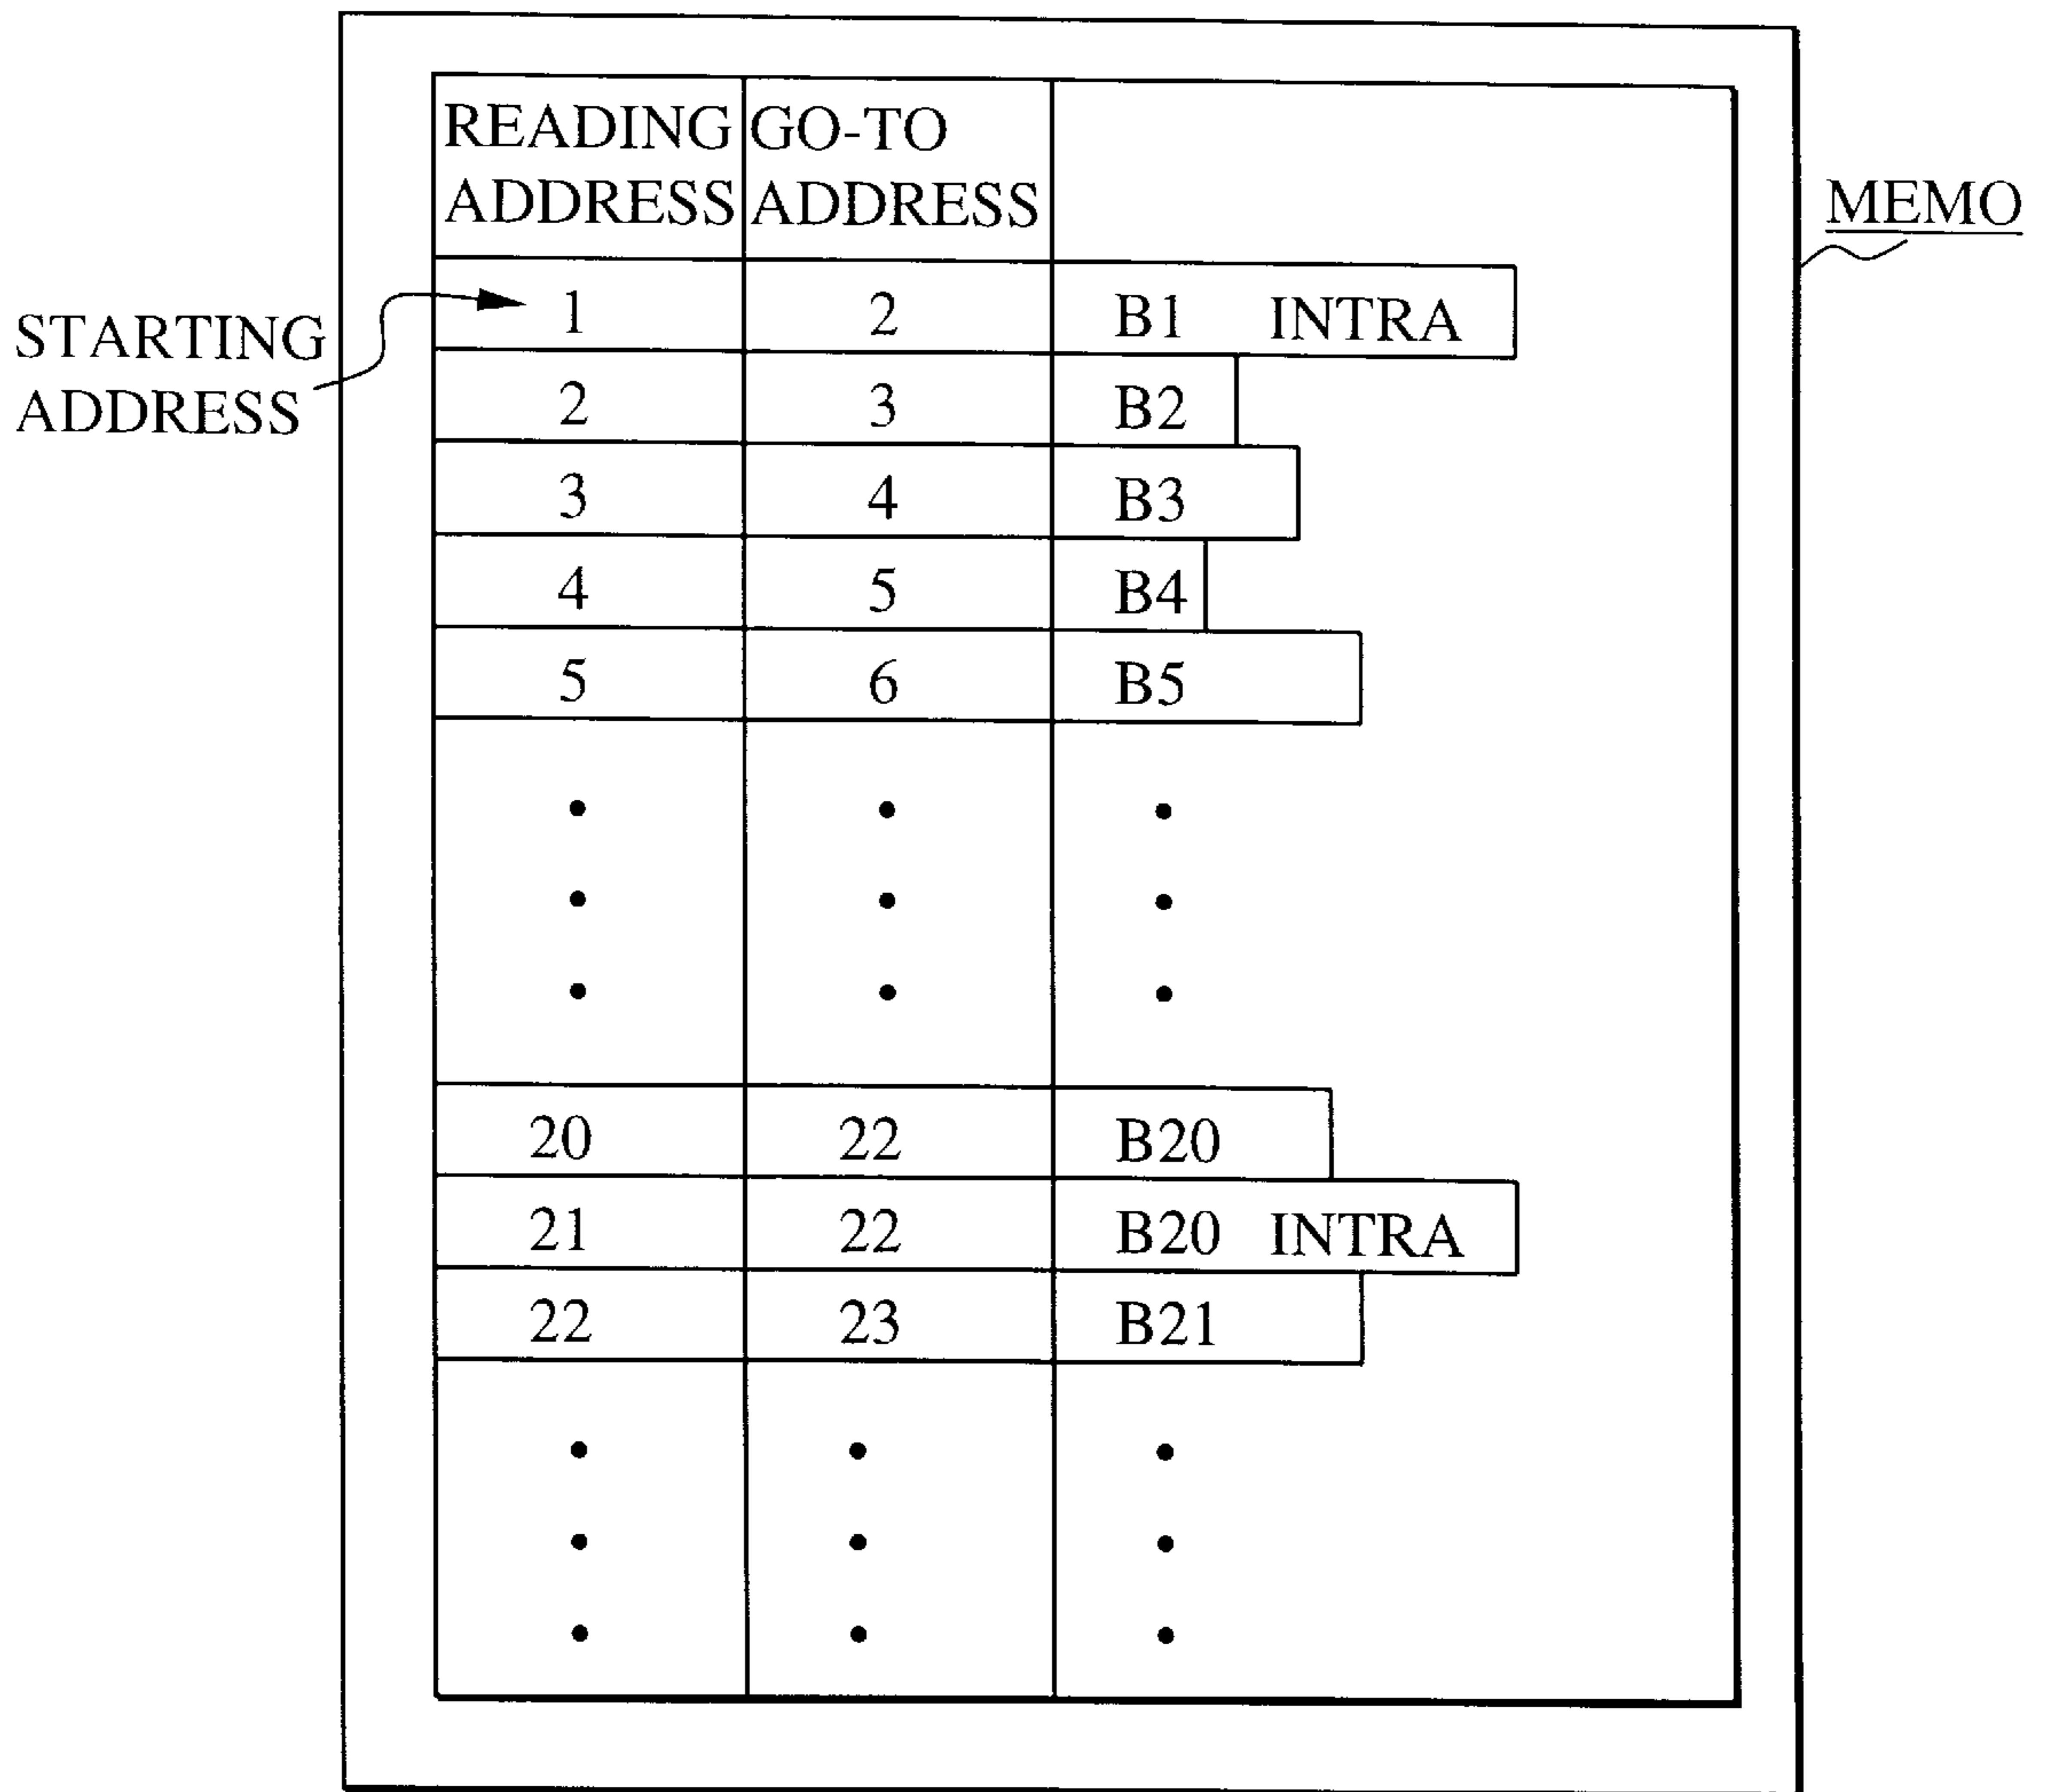 READING ADDRESS GO-TO ADDRESS
MEMO
STARTING ADDRESS
1 2 B1 INTRA
2 3 B2
3 4 B3
4 5 B4
5 6 B5
20 22 B20
21 22 B20 INTRA
22 23 B21